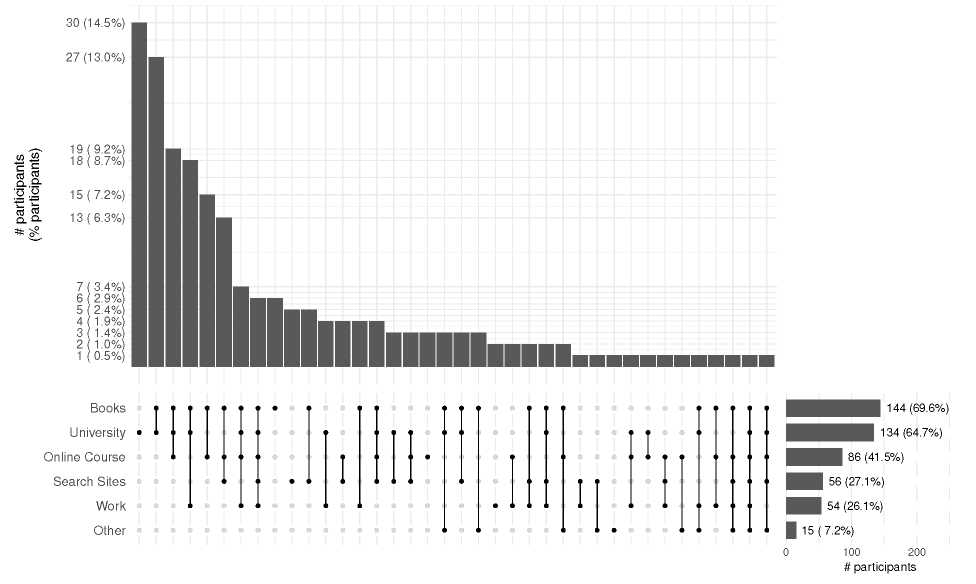 30 (14.5%)
27 (13.0%)
19 ( 9.2%)
18 ( 8.7%)
15 ( 7.2%)
13 ( 6.3%)
7 ( 3.4%)
6 ( 2.9%)
5 ( 2.4%)
4 ( 1.9%)
3 ( 1.4%)
2 ( 1.0%)
1 ( 0.5%)
# participants
(% participants)
Books
University
Online Course
Search Sites
Work
Other
144 (69.6%)
134 (64.7%)
86 (41.5%)
56 (27.1%)
54 (26.1%)
15 ( 7.2%)
0 100 200
# participants